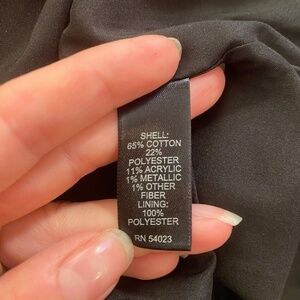 SHELL:
65% COTTON
22%
POLYESTER
11% ACRYLIC
1% METALLIC
1% OTHER
FIBER
LINING:
100%
POLYESTER
RN 54023